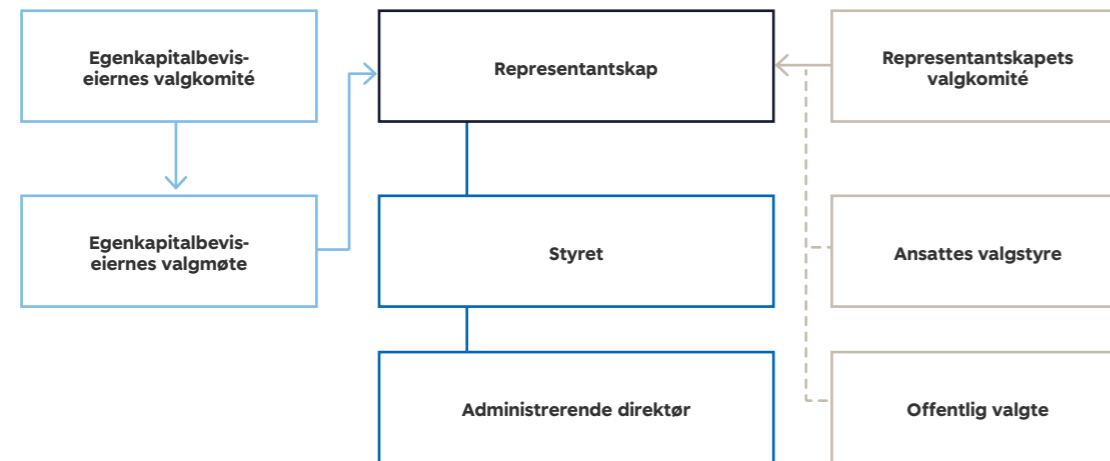 Egenkapitalbevis-
eiernes valgkomité
Representantskap
Representantskapets
valgkomité
Egenkapitalbevis-
eiernes valgmøte
Styret
Ansattes valgstyre
Administrerende direktør
Offentlig valgte